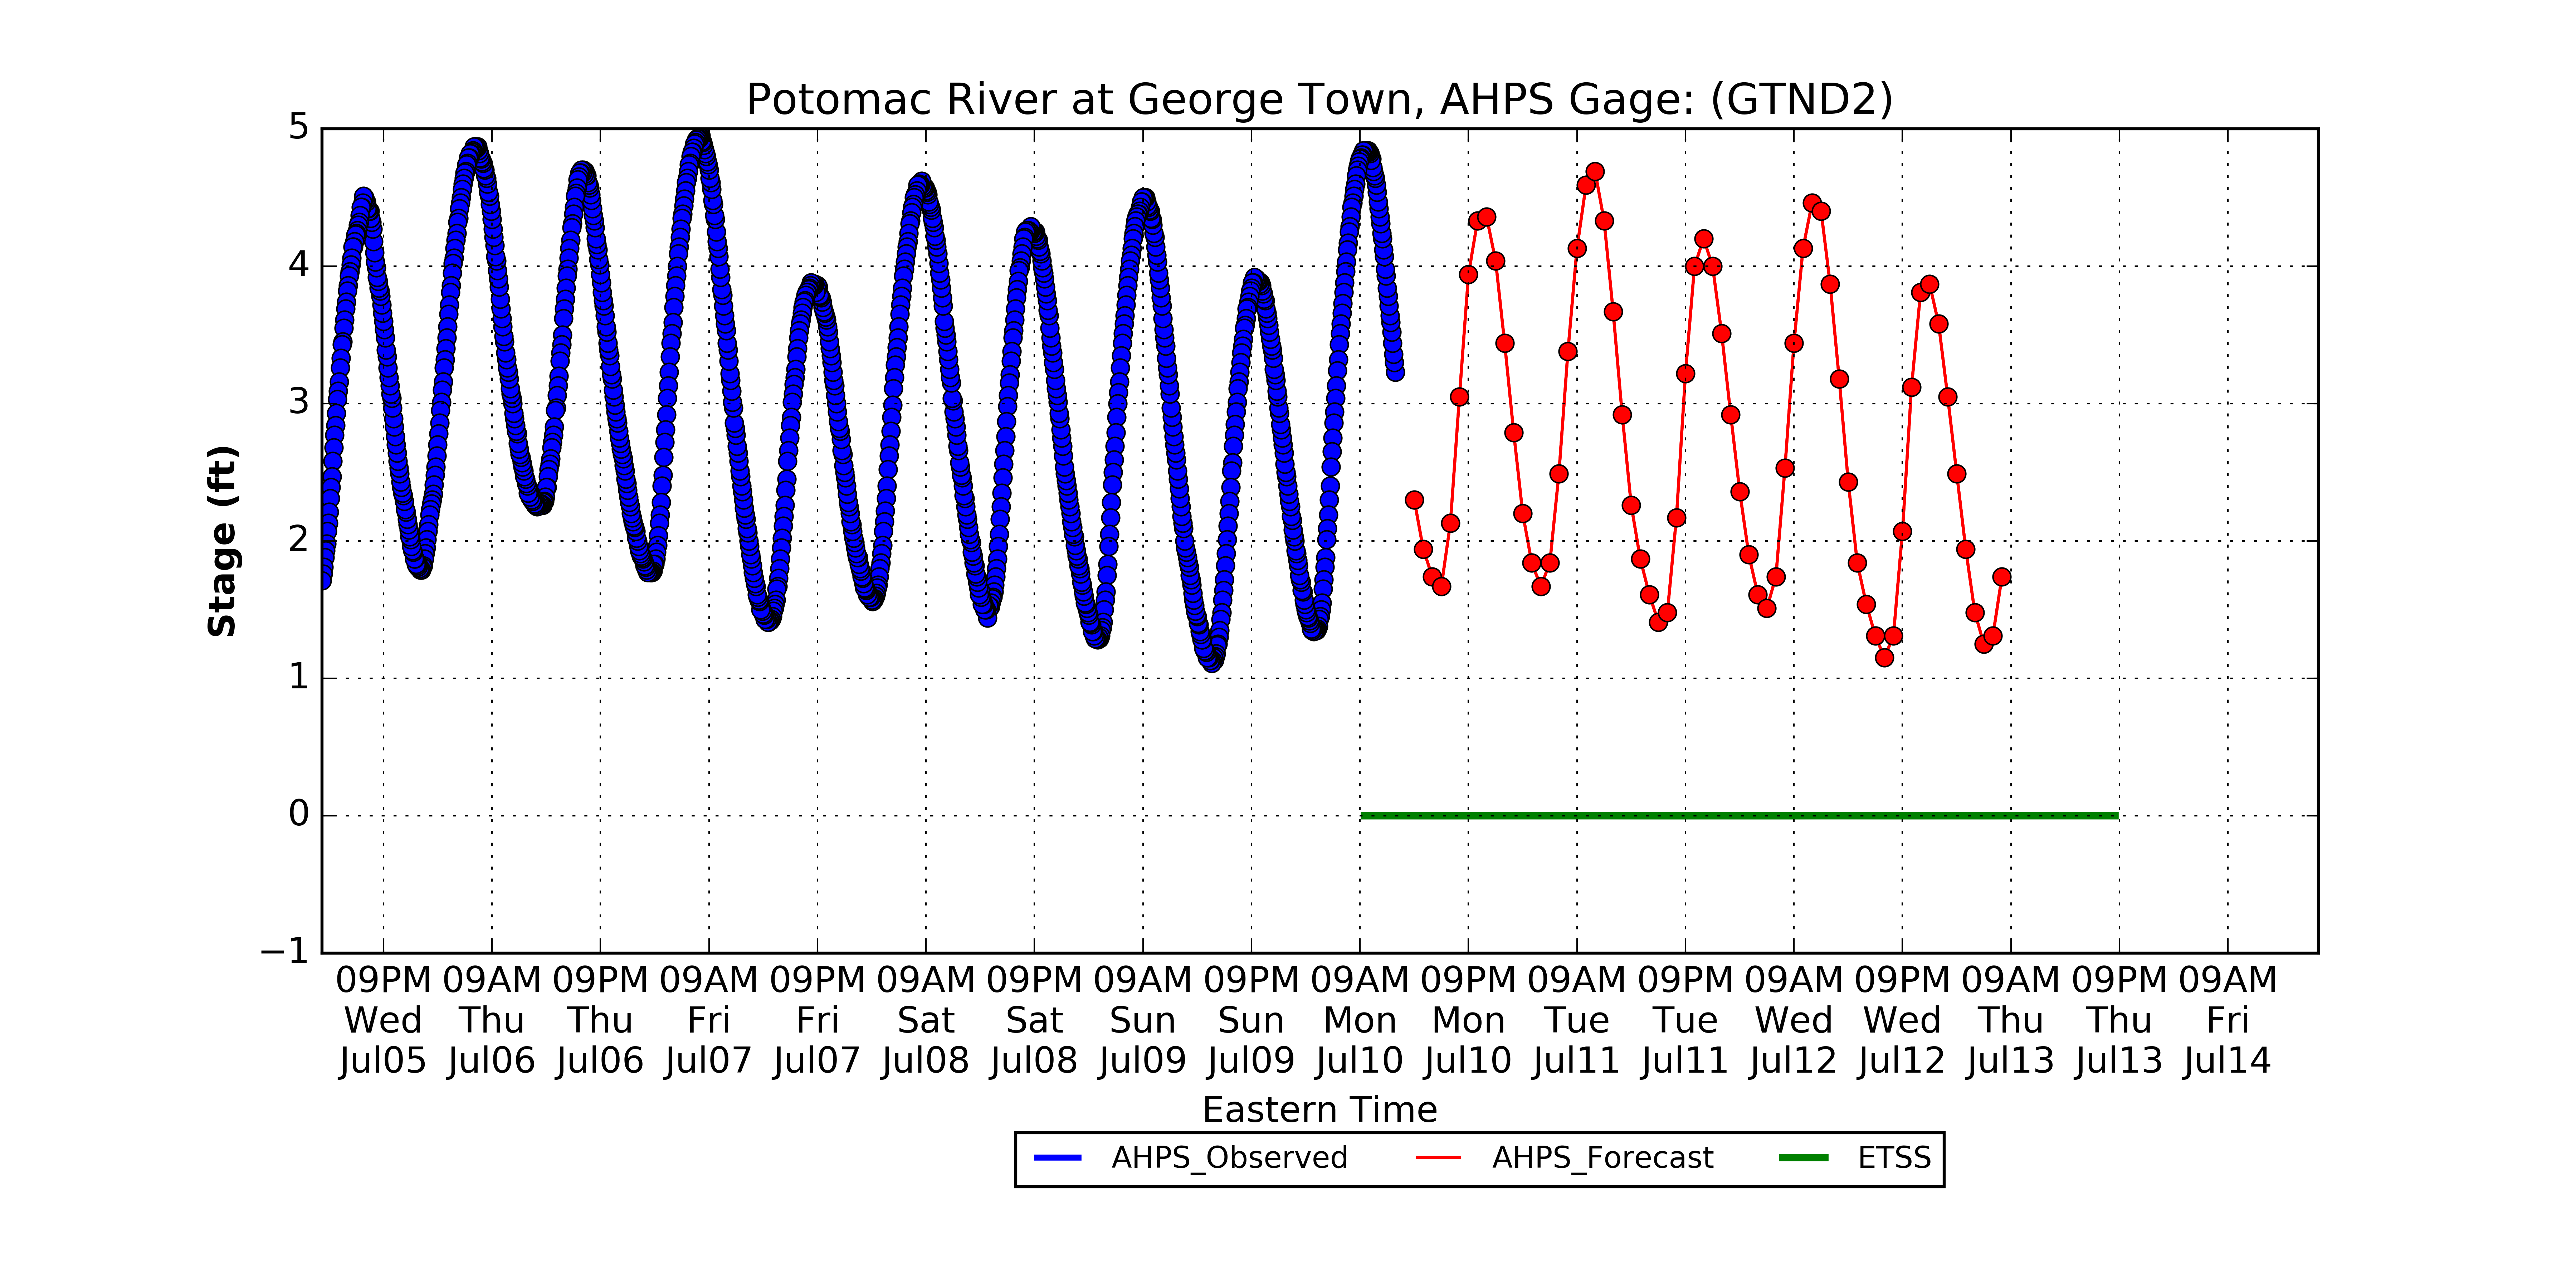 Potomac River at George Town, AHPS Gage: (GTND2)
Stage (ft)
5
4
3
2
1
0
−1
09PM 09AM 09PM 09AM 09PM 09AM 09PM 09AM 09PM 09AM 09PM 09AM 09PM 09AM 09PM 09AM 09PM 09AM
Wed Thu Thu Fri Fri Sat Sat Sun Sun Mon Mon Tue Tue Wed Wed Thu Thu Fri
Jul05 Jul06 Jul06 Jul07 Jul07 Jul08 Jul08 Jul09 Jul09 Jul10 Jul10 Jul11 Jul11 Jul12 Jul12 Jul13 Jul13 Jul14
Eastern Time
AHPS_Observed AHPS_Forecast ETSS